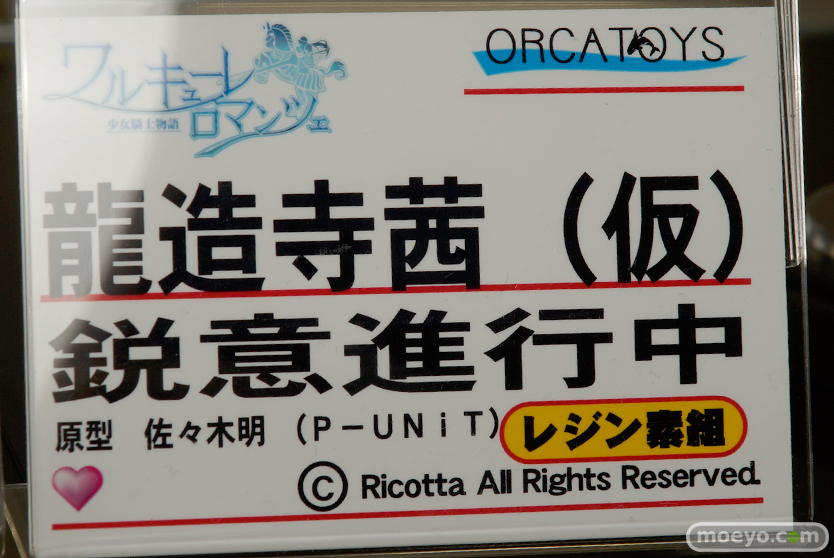 ワルキューレ
ロマンツェ
少女騎士物語
ORCATOYS
龍造寺茜（仮）
鋭意進行中
原型 佐々木明 （P－UNiT）
レジン素組
© Ricotta All Rights Reserved.
moeyo.com